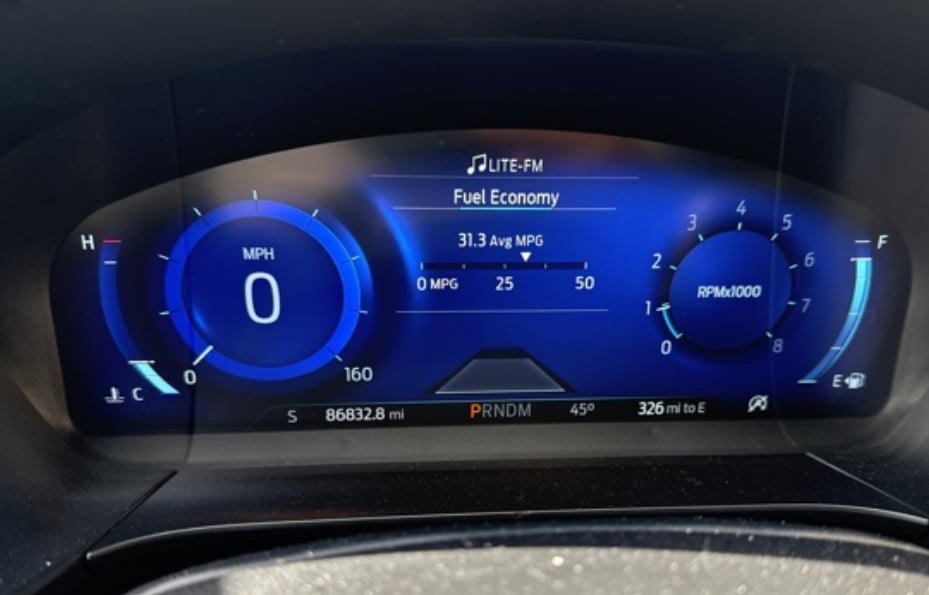 LITE-FM
Fuel Economy
31.3 Avg MPG
0 MPG 25 50
H
C
MPH
0
0 160
RPMx1000
0 1 2 3 4 5 6 7 8
F
E
S 86832.8 mi PRNDM 45º 326 mi to E